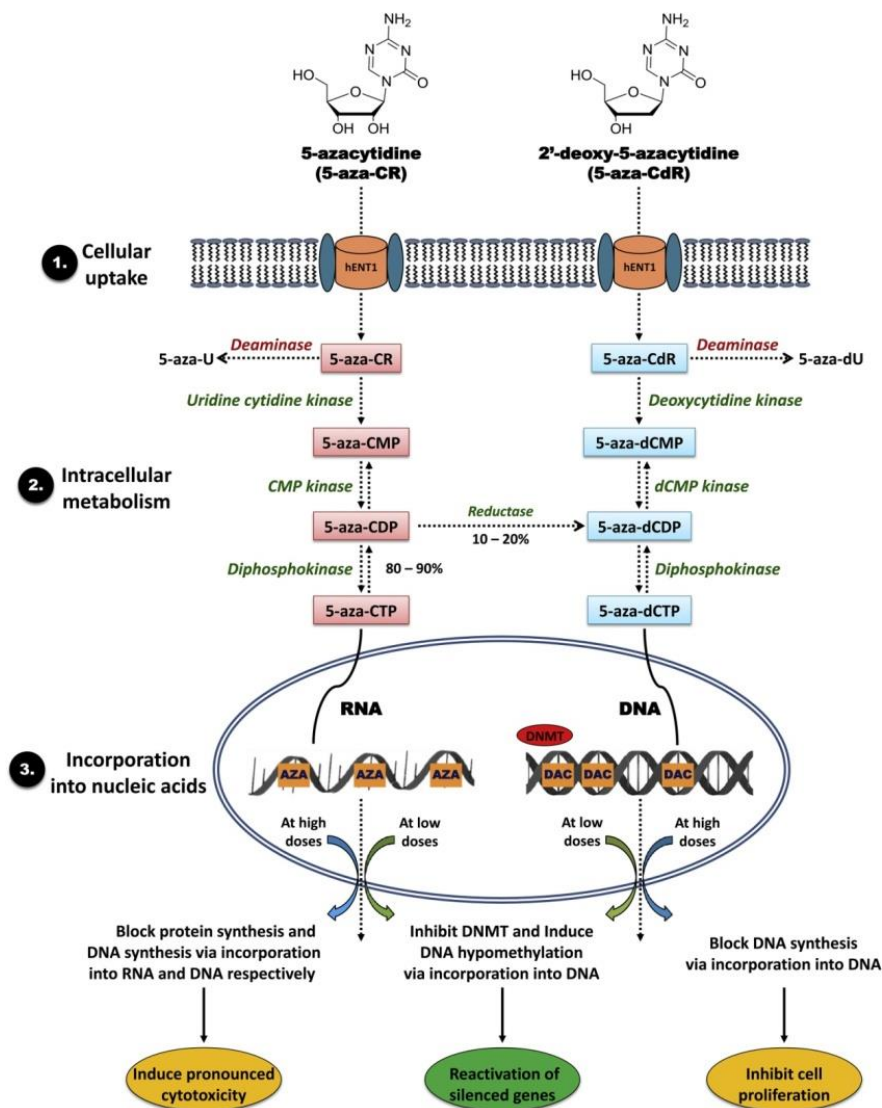 NH₂
N
N
HO
N
O
O
OH
OH
5-azacytidine
(5-aza-CR)
NH₂
N
N
HO
N
O
O
OH
2’-deoxy-5-azacytidine
(5-aza-CdR)
1.
Cellular
uptake
hENT1
hENT1
5-aza-U
Deaminase
5-aza-CR
5-aza-CdR
Deaminase
5-aza-dU
Uridine cytidine kinase
Deoxycytidine kinase
5-aza-CMP
5-aza-dCMP
2.
Intracellular
metabolism
CMP kinase
dCMP kinase
5-aza-CDP
Reductase
10 – 20%
5-aza-dCDP
Diphosphokinase
80 – 90%
Diphosphokinase
5-aza-CTP
5-aza-dCTP
3.
Incorporation
into nucleic acids
RNA
DNA
DNMT
AZA
AZA
AZA
DAC
DAC
DAC
At high
doses
At low
doses
At low
doses
At high
doses
Block protein synthesis and
DNA synthesis via incorporation
into RNA and DNA respectively
Inhibit DNMT and Induce
DNA hypomethylation
via incorporation into DNA
Block DNA synthesis
via incorporation into DNA
Induce pronounced
cytotoxicity
Reactivation of
silenced genes
Inhibit cell
proliferation